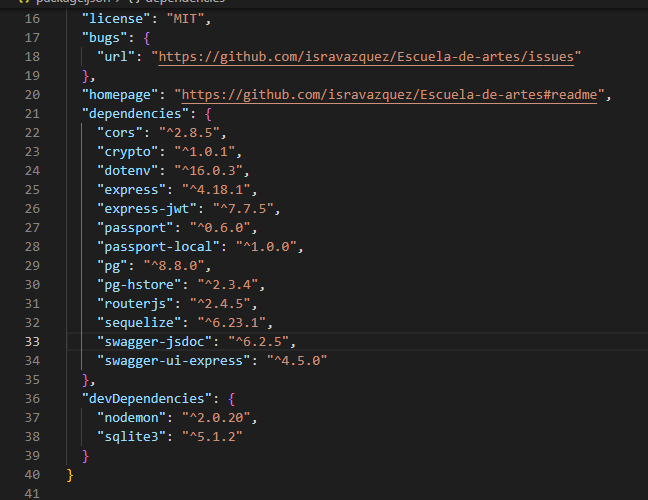 package.json > {} dependencies
16 "license": "MIT",
17 "bugs": {
18 "url": "https://github.com/isravazquez/Escuela-de-artes/issues"
19 },
20 "homepage": "https://github.com/isravazquez/Escuela-de-artes#readme",
21 "dependencies": {
22 "cors": "^2.8.5",
23 "crypto": "^1.0.1",
24 "dotenv": "^16.0.3",
25 "express": "^4.18.1",
26 "express-jwt": "^7.7.5",
27 "passport": "^0.6.0",
28 "passport-local": "^1.0.0",
29 "pg": "^8.8.0",
30 "pg-hstore": "^2.3.4",
31 "routerjs": "^2.4.5",
32 "sequelize": "^6.23.1",
33 "swagger-jsdoc": "^6.2.5",
34 "swagger-ui-express": "^4.5.0"
35 },
36 "devDependencies": {
37 "nodemon": "^2.0.20",
38 "sqlite3": "^5.1.2"
39 }
40 }
41